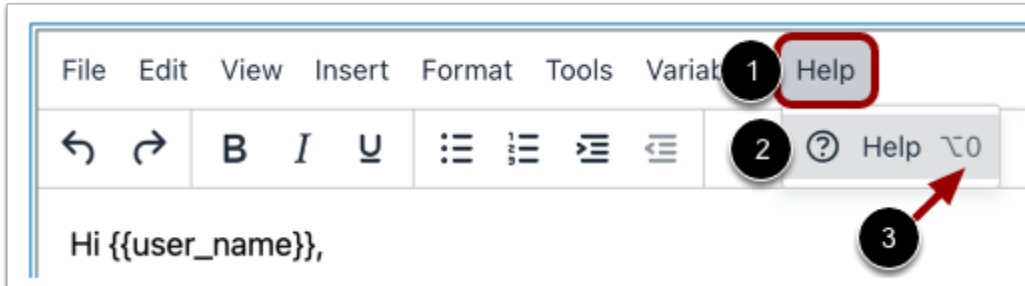 File Edit View Insert Format Tools Variab 1 Help
B I U 2 Help ⌥0
Hi {{user_name}}, 3